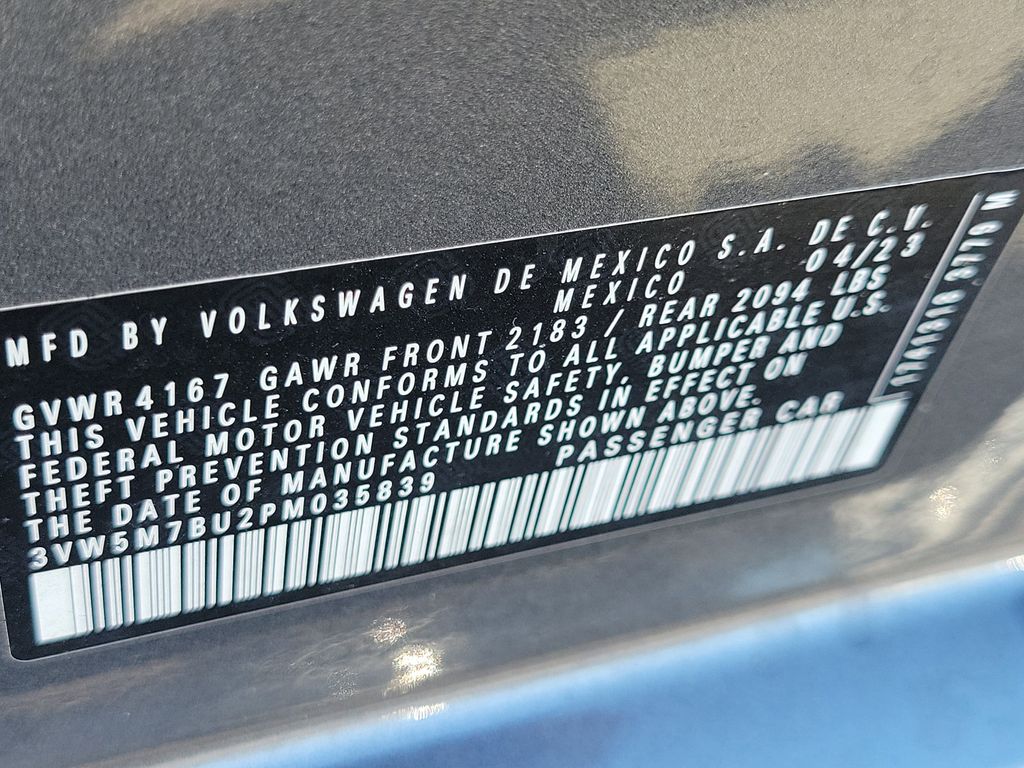 MFD BY VOLKSWAGEN DE MEXICO S.A. DE C.V.
MEXICO 04/23
GVWR 4167 GAWR FRONT 2183 / REAR 2094 LBS
THIS VEHICLE CONFORMS TO ALL APPLICABLE U.S.
FEDERAL MOTOR VEHICLE SAFETY, BUMPER AND
THEFT PREVENTION STANDARDS IN EFFECT ON
THE DATE OF MANUFACTURE SHOWN ABOVE.
3VW5M7BU2PM035839 PASSENGER CAR